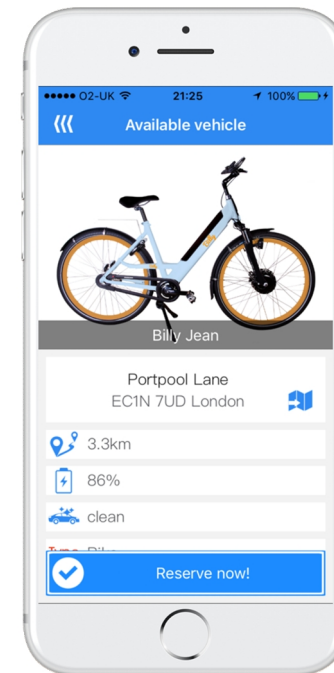 O2-UK 21:25 100%
Available vehicle
Billy Jean
Portpool Lane
EC1N 7UD London
3.3km
86%
clean
Reserve now!